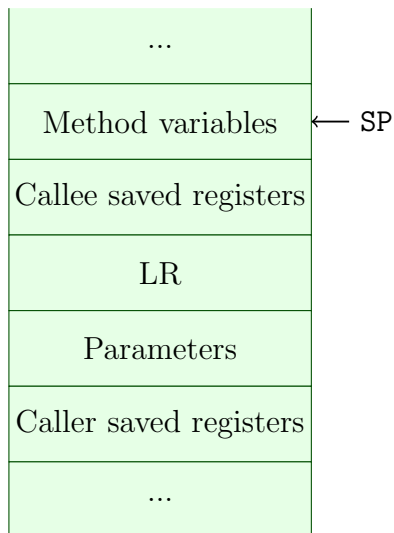 ...
Method variables
SP
Callee saved registers
LR
Parameters
Caller saved registers
...